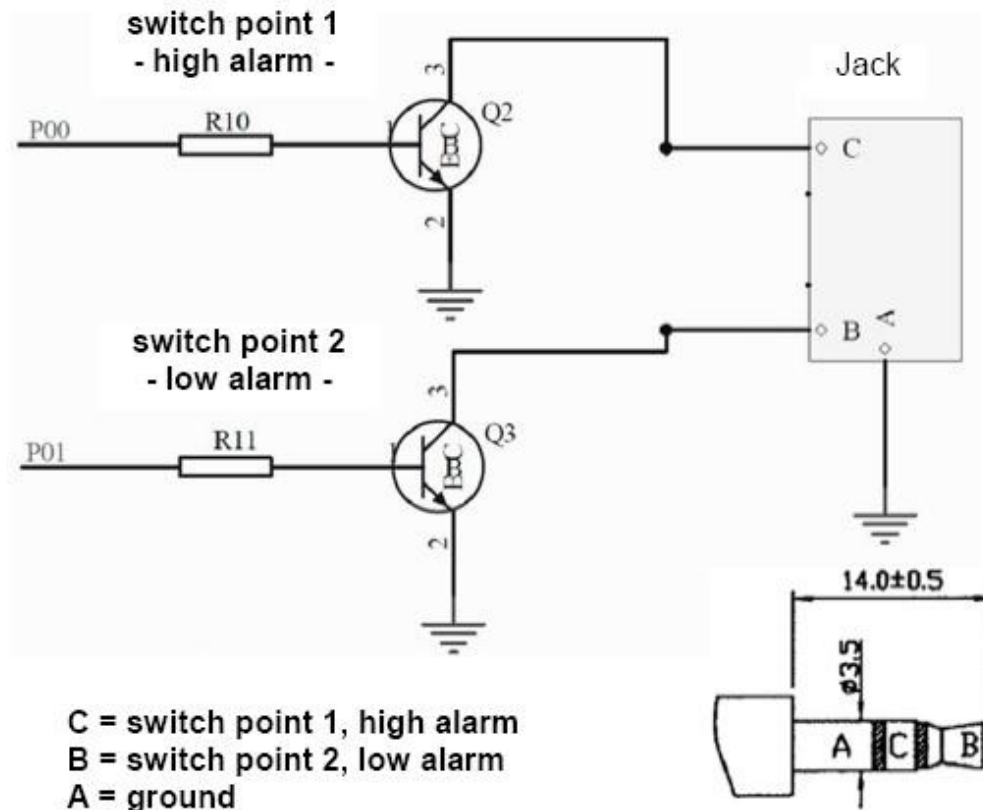 switch point 1
- high alarm -
3
Jack
P00
R10
1
C
B
E
Q2
C
2
switch point 2
- low alarm -
B
A
3
P01
R11
1
C
B
E
Q3
2
14.0±0.5
ø3.5
A
C
B
C = switch point 1, high alarm
B = switch point 2, low alarm
A = ground